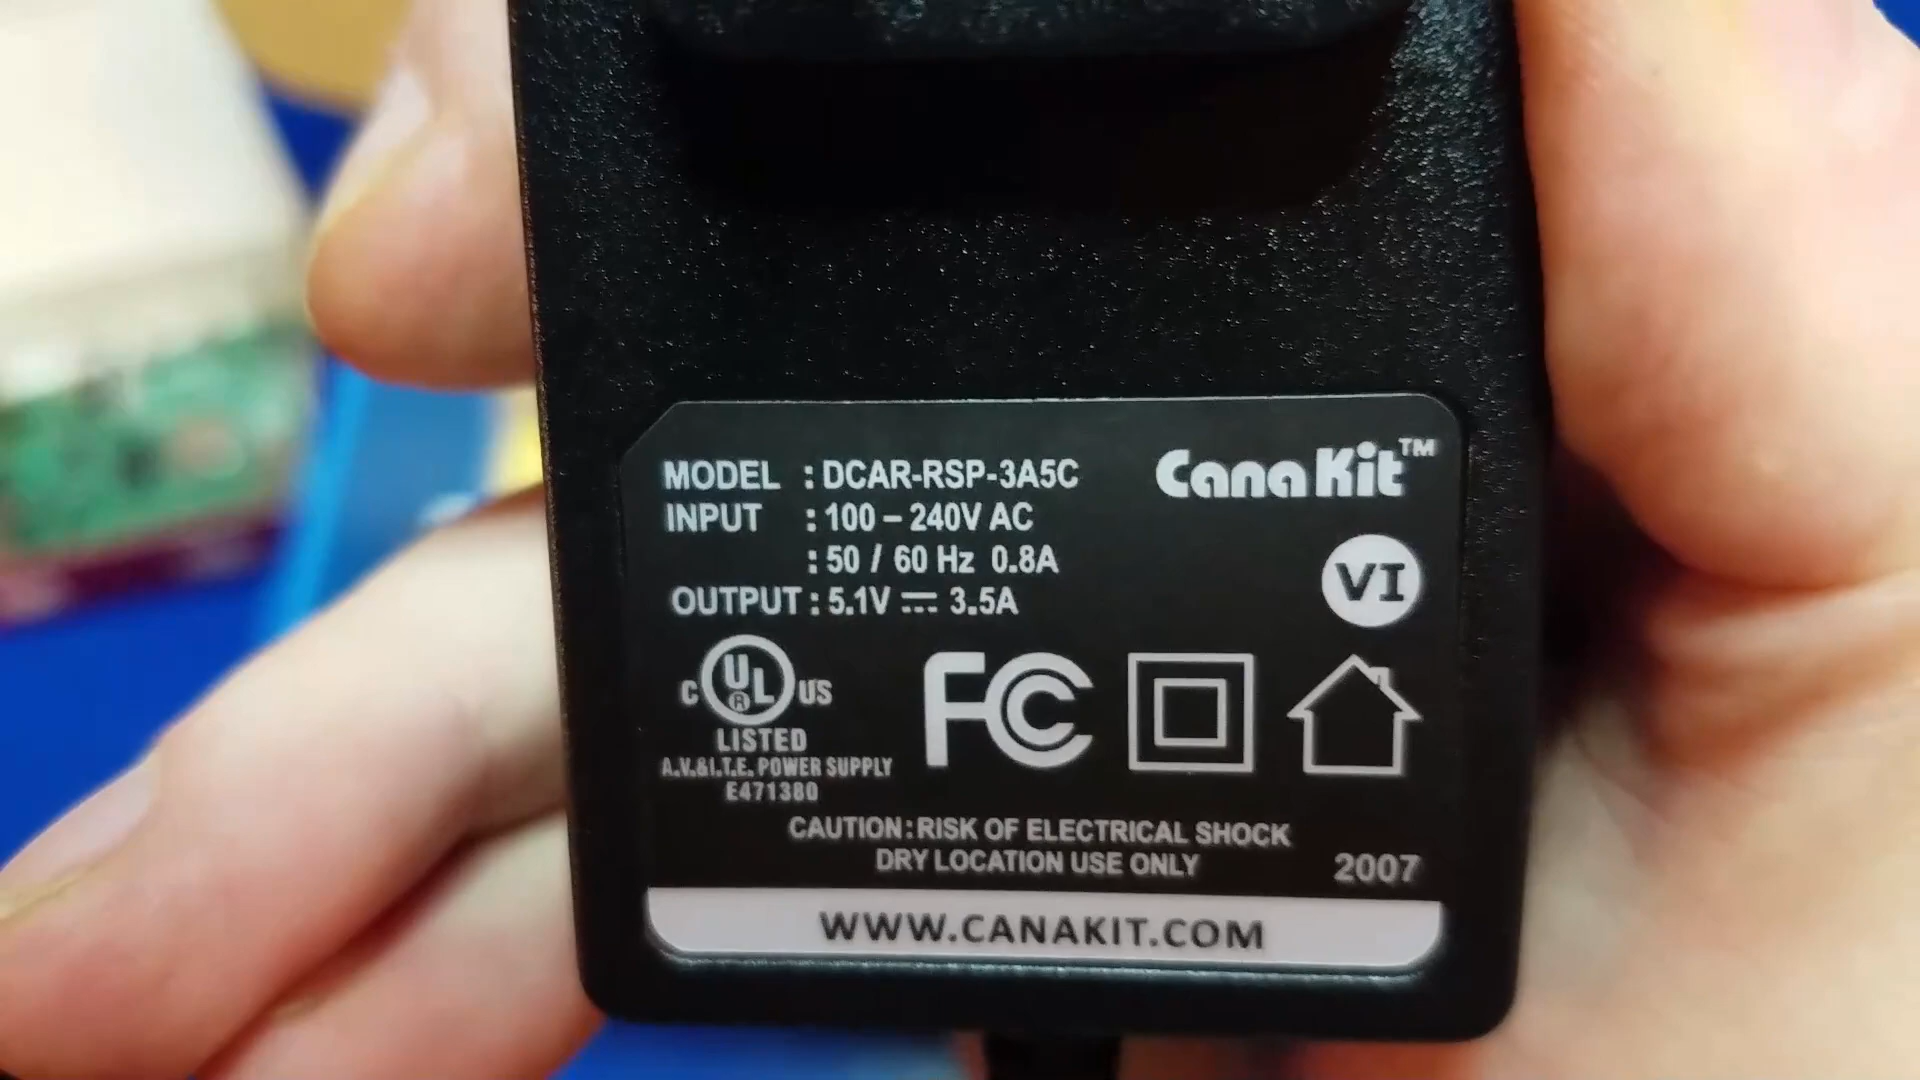 MODEL : DCAR-RSP-3A5C
CanaKit™
INPUT : 100 – 240V AC
: 50 / 60 Hz 0.8A
VI
OUTPUT : 5.1V ⎓ 3.5A
C UL® US
LISTED
A.V.&I.T.E. POWER SUPPLY
E471380
FC
CAUTION: RISK OF ELECTRICAL SHOCK
DRY LOCATION USE ONLY
2007
WWW.CANAKIT.COM